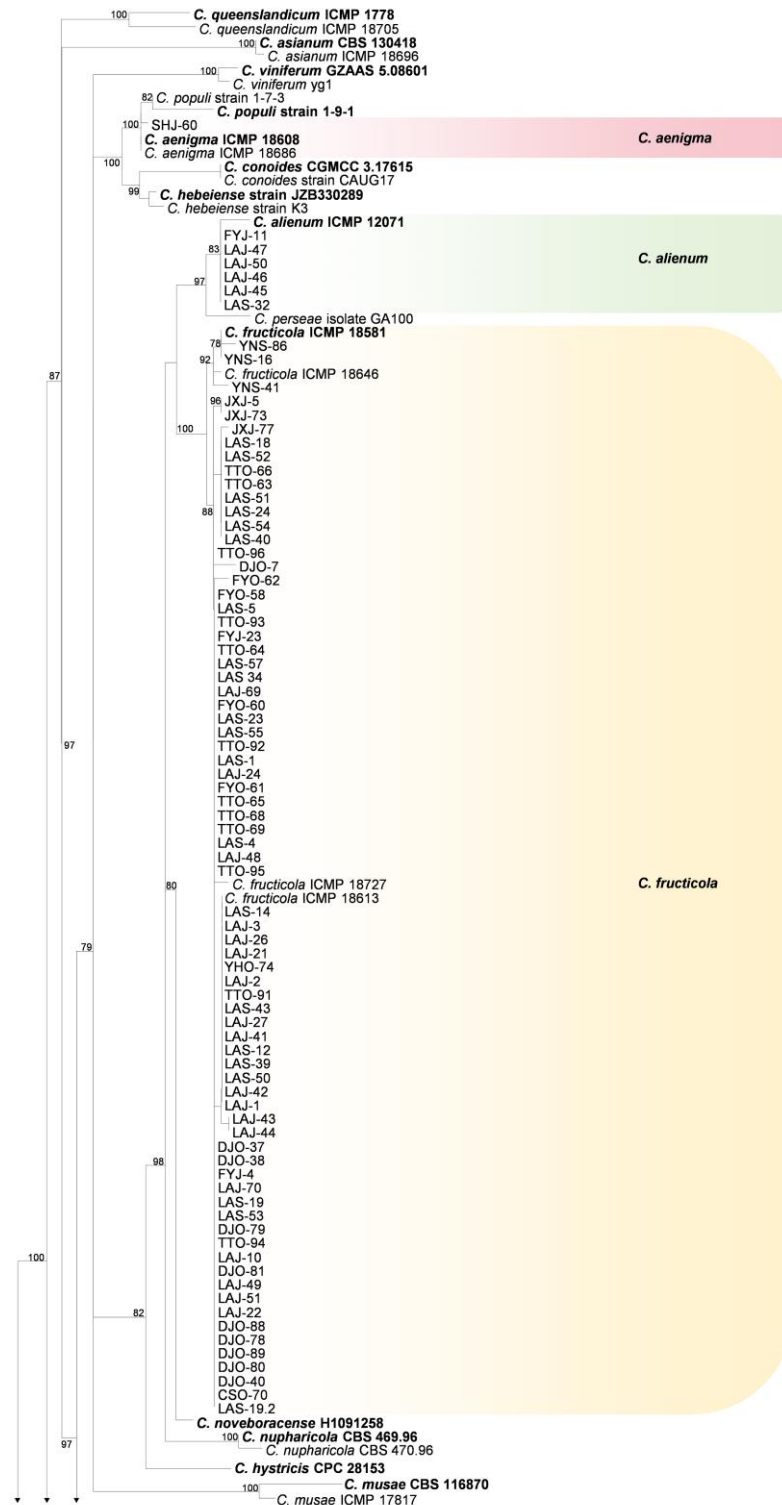 C. queenslandicum ICMP 1778
100
C. queenslandicum ICMP 18705
C. asianum CBS 130418
100
C. asianum ICMP 18696
C. viniferum GZAAS 5.08601
100
C. viniferum yg1
C. populi strain 1-7-3
82
C. populi strain 1-9-1
100
SHJ-60
C. aenigma ICMP 18608
C. aenigma
C. aenigma ICMP 18686
100
C. conoides CGMCC 3.17615
C. conoides strain CAUG17
99
C. hebeiense strain JZB330289
C. hebeiense strain K3
C. alienum ICMP 12071
FYJ-11
83
LAJ-47
C. alienum
LAJ-50
LAJ-46
97
LAJ-45
LAS-32
C. perseae isolate GA100
C. fructicola ICMP 18581
78
YNS-86
92
YNS-16
C. fructicola ICMP 18646
87
YNS-41
96
JXJ-5
JXJ-73
100
JXJ-77
LAS-18
LAS-52
TTO-66
TTO-63
LAS-51
88
LAS-24
LAS-54
LAS-40
TTO-96
DJO-7
FYO-62
FYO-58
LAS-5
TTO-93
FYJ-23
TTO-64
LAS-57
LAS 34
LAJ-69
FYO-60
LAS-23
LAS-55
97
TTO-92
LAS-1
LAJ-24
FYO-61
TTO-65
TTO-68
TTO-69
LAS-4
LAJ-48
TTO-95
80
C. fructicola ICMP 18727
C. fructicola
C. fructicola ICMP 18613
LAS-14
LAJ-3
LAJ-26
79
LAJ-21
YHO-74
LAJ-2
TTO-91
LAS-43
LAJ-27
LAJ-41
LAS-12
LAS-39
LAS-50
LAJ-42
LAJ-1
LAJ-43
LAJ-44
DJO-37
98
DJO-38
FYJ-4
LAJ-70
LAS-19
LAS-53
DJO-79
TTO-94
100
LAJ-10
DJO-81
LAJ-49
LAJ-51
82
LAJ-22
DJO-88
DJO-78
DJO-89
DJO-80
DJO-40
CSO-70
LAS-19.2
C. noveboracense H1091258
100
C. nupharicola CBS 469.96
97
C. nupharicola CBS 470.96
C. hystricis CPC 28153
C. musae CBS 116870
100
C. musae ICMP 17817